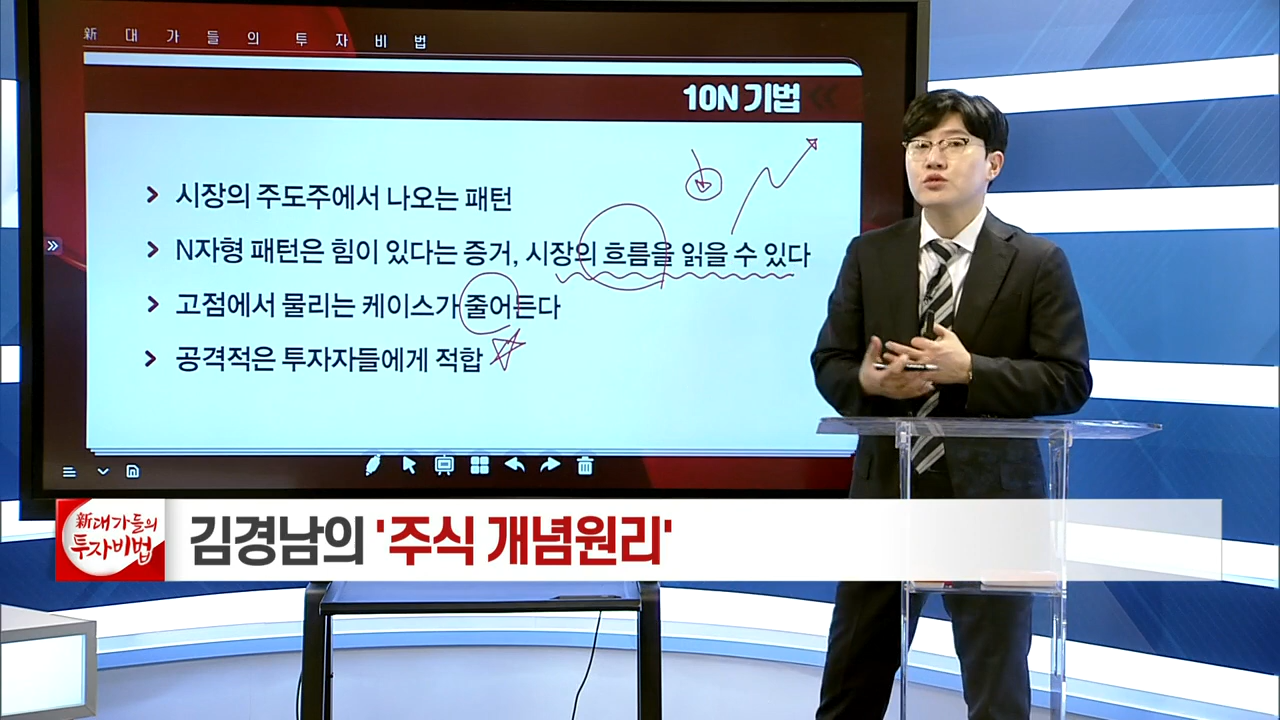 新 대 가 들 의 투 자 비 법
10N 기법
시장의 주도주에서 나오는 패턴
N자형 패턴은 힘이 있다는 증거, 시장의 흐름을 읽을 수 있다
고점에서 물리는 케이스가 줄어든다
공격적은 투자자들에게 적합
新대가들의
투자비법
김경남의 '주식 개념원리'